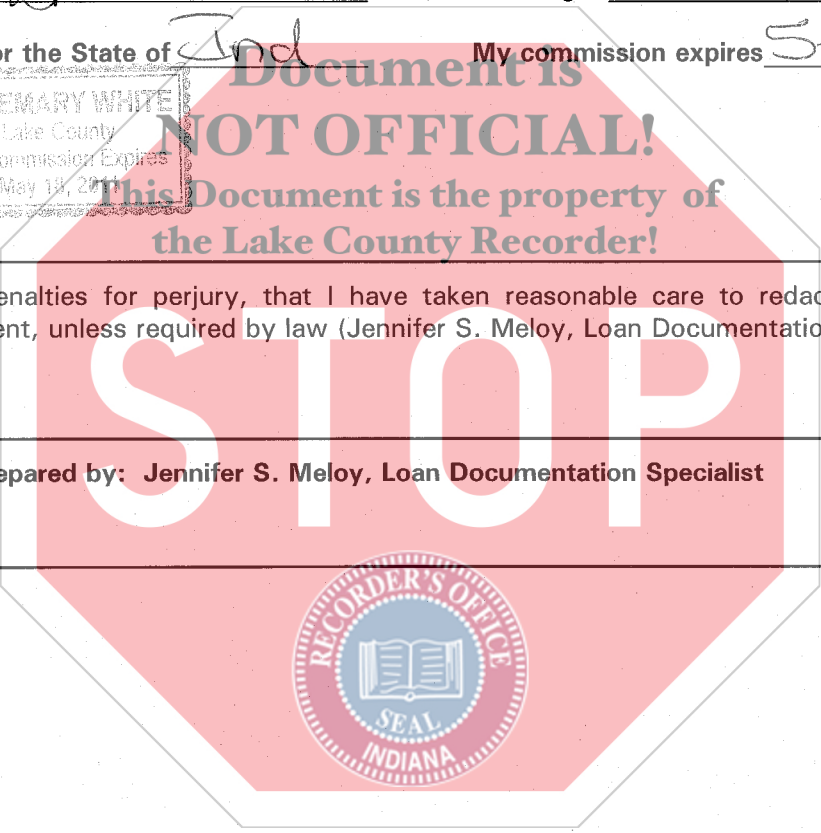 or the State of Ind My commission expires 5-
EMARY WHITE
Lake County
ommission Expires
May 18, 2011
Document is
NOT OFFICIAL!
This Document is the property of
the Lake County Recorder!
enalties for perjury, that I have taken reasonable care to redac
ent, unless required by law (Jennifer S. Meloy, Loan Documentatio
STOP
epared by: Jennifer S. Meloy, Loan Documentation Specialist
RECORDER'S OFFICE
SEAL
INDIANA